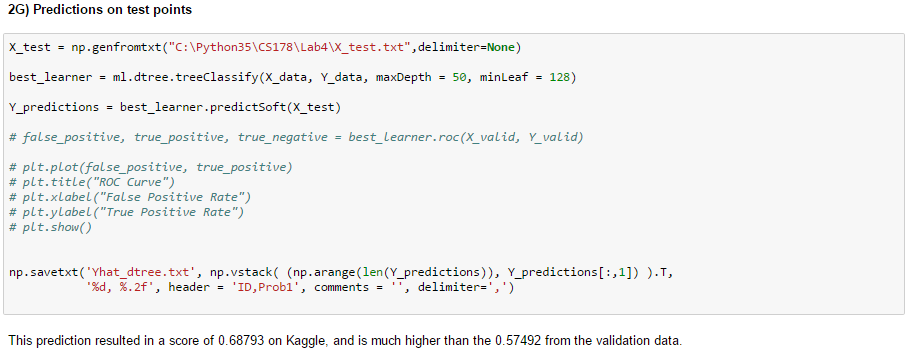 2G) Predictions on test points
X_test = np.genfromtxt("C:\Python35\CS178\Lab4\X_test.txt",delimiter=None)
best_learner = ml.dtree.treeClassify(X_data, Y_data, maxDepth = 50, minLeaf = 128)
Y_predictions = best_learner.predictSoft(X_test)
# false_positive, true_positive, true_negative = best_learner.roc(X_valid, Y_valid)
# plt.plot(false_positive, true_positive)
# plt.title("ROC Curve")
# plt.xlabel("False Positive Rate")
# plt.ylabel("True Positive Rate")
# plt.show()
np.savetxt('Yhat_dtree.txt', np.vstack( (np.arange(len(Y_predictions)), Y_predictions[:,1]) ).T,
'%d, %.2f', header = 'ID,Prob1', comments = '', delimiter=',')
This prediction resulted in a score of 0.68793 on Kaggle, and is much higher than the 0.57492 from the validation data.